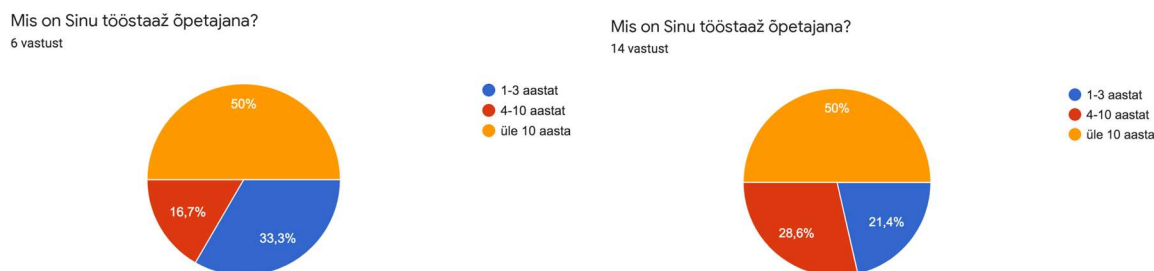 Mis on Sinu tööstaaž õpetajana?
6 vastust
50%
16,7%
33,3%
1-3 aastat
4-10 aastat
üle 10 aasta
Mis on Sinu tööstaaž õpetajana?
14 vastust
50%
28,6%
21,4%
1-3 aastat
4-10 aastat
üle 10 aasta